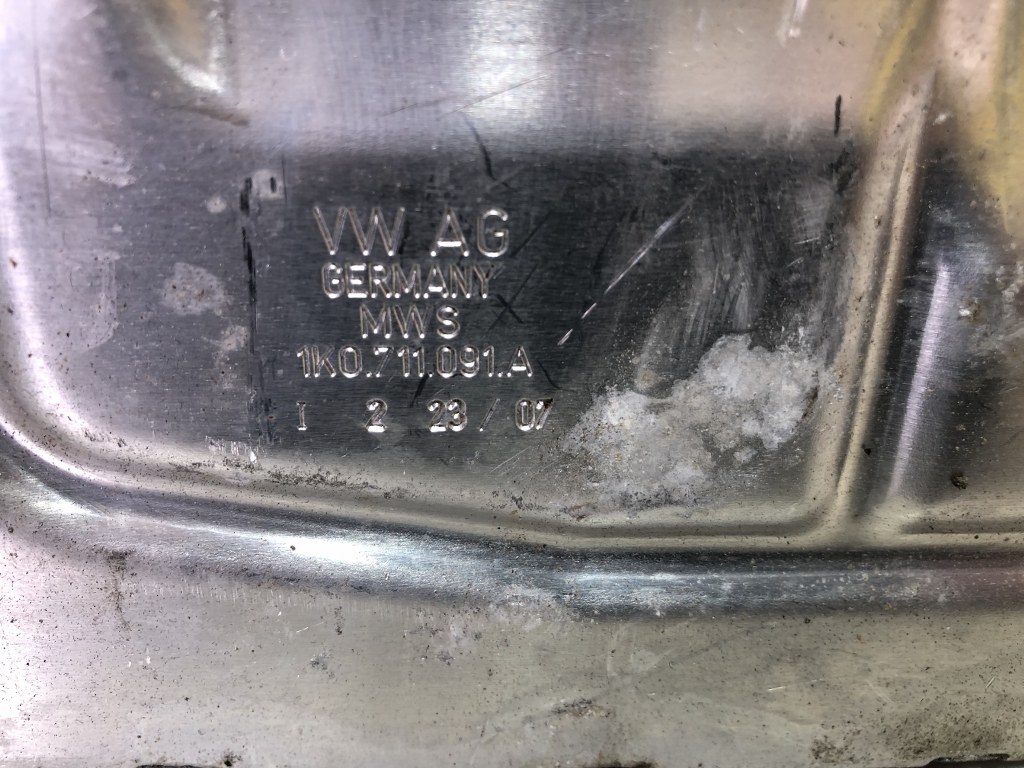 VW AG
GERMANY
MWS
1K0.711.091.A
I 2 23 / 07